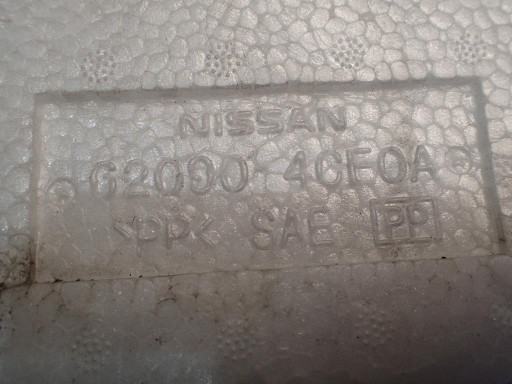 NISSAN
62090 4CE0A
>PP< SAE PP